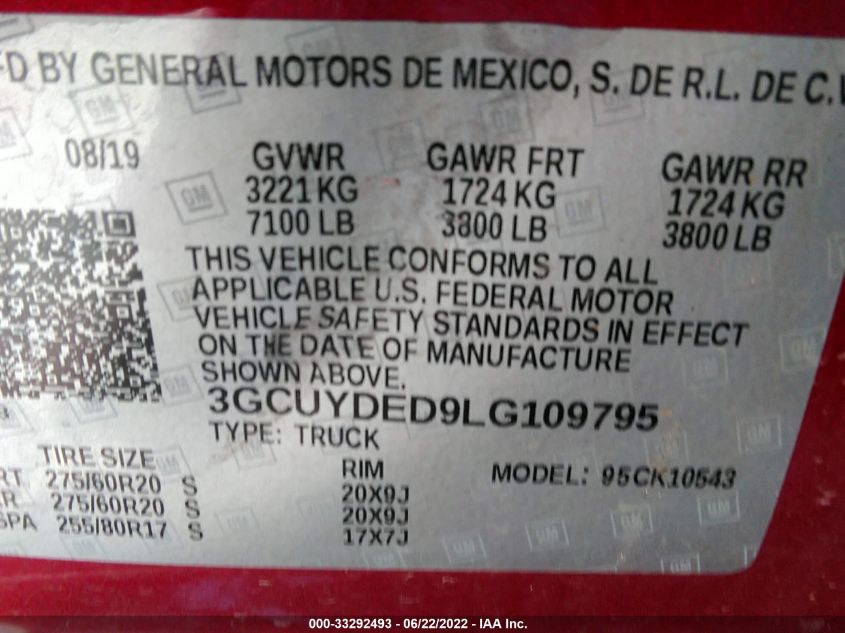 BY GENERAL MOTORS DE MEXICO, S. DE R.L. DE C.V
08/19 GVWR GAWR FRT GAWR RR
3221 KG 1724 KG 1724 KG
7100 LB 3800 LB 3800 LB
THIS VEHICLE CONFORMS TO ALL
APPLICABLE U.S. FEDERAL MOTOR
VEHICLE SAFETY STANDARDS IN EFFECT
ON THE DATE OF MANUFACTURE
SHOWN ABOVE.
3GCUYDED9LG109795
TYPE: TRUCK
MODEL: 95CK10543
TIRE SIZE RIM
RT 275/60R20 S 20X9J
R 275/60R20 S 20X9J
SPA 255/80R17 S 17X7J
GM
000-33292493 - 06/22/2022 - IAA Inc.